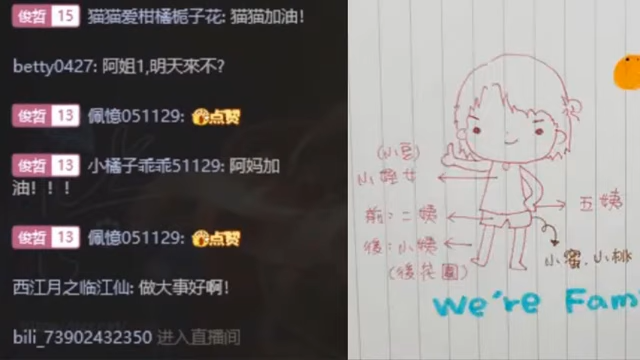 俊哲 15 猫猫爱柑橘栀子花: 猫猫加油!
betty0427: 阿姐1,明天來不?
俊哲 13 佩憶051129: 点赞
俊哲 13 小橘子乖乖51129: 阿妈加
油!!!
俊哲 13 佩憶051129: 点赞
西江月之临江仙: 做大事好啊!
bili_73902432350 进入直播间
(小豆)
小姪女
前:二姨
後:小姨
(後花園)
五姨
小蜜.小桃
We're Fam